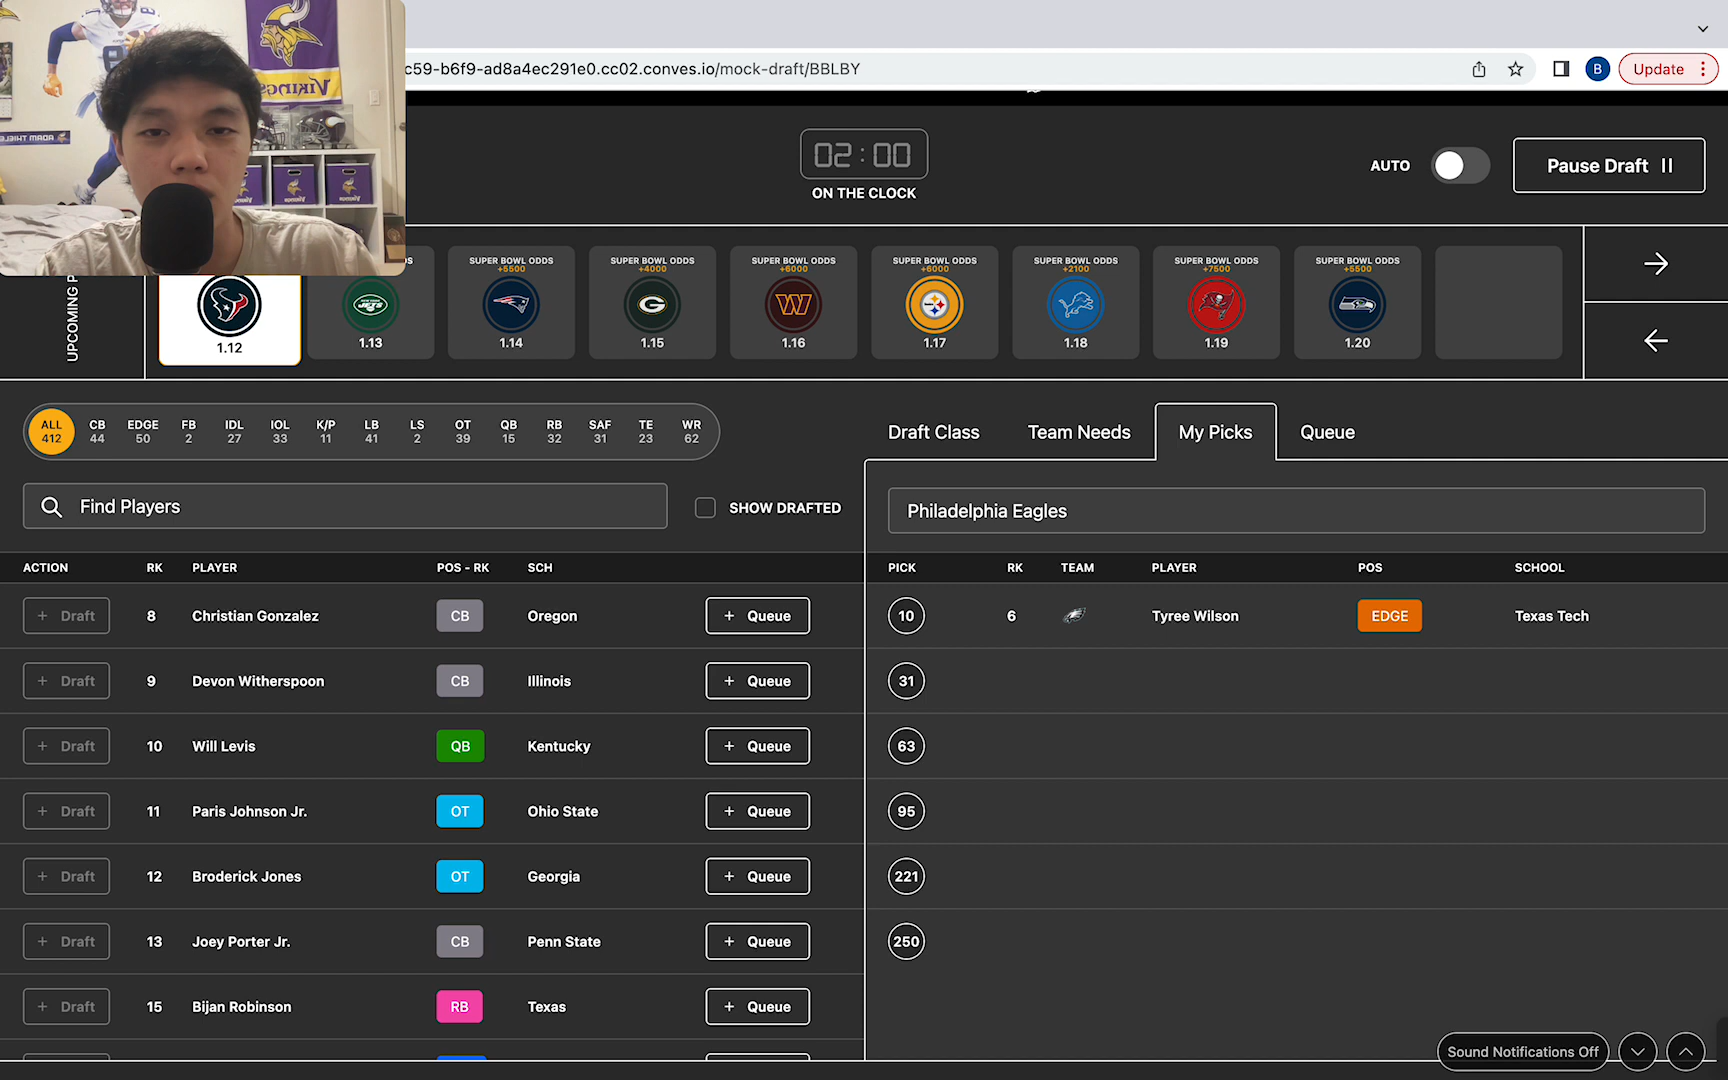 VIKINGS
ADAM THIELEN
c59-b6f9-ad8a4ec291e0.cc02.conves.io/mock-draft/BBLBY
B
Update
02:00
ON THE CLOCK
AUTO
Pause Draft
UPCOMING P
1.12
S
1.13
SUPER BOWL ODDS
+5500
1.14
SUPER BOWL ODDS
+4000
1.15
SUPER BOWL ODDS
+6000
1.16
SUPER BOWL ODDS
+6000
1.17
SUPER BOWL ODDS
+2100
1.18
SUPER BOWL ODDS
+7500
1.19
SUPER BOWL ODDS
+5500
1.20
ALL CB EDGE FB IDL IOL K/P LB LS OT QB RB SAF TE WR
412 44 50 2 27 33 11 41 2 39 15 32 31 23 62
Find Players
SHOW DRAFTED
ACTION RK PLAYER POS - RK SCH
+ Draft 8 Christian Gonzalez CB Oregon + Queue
+ Draft 9 Devon Witherspoon CB Illinois + Queue
+ Draft 10 Will Levis QB Kentucky + Queue
+ Draft 11 Paris Johnson Jr. OT Ohio State + Queue
+ Draft 12 Broderick Jones OT Georgia + Queue
+ Draft 13 Joey Porter Jr. CB Penn State + Queue
+ Draft 15 Bijan Robinson RB Texas + Queue
Draft Class Team Needs My Picks Queue
Philadelphia Eagles
PICK RK TEAM PLAYER POS SCHOOL
10 6 Tyree Wilson EDGE Texas Tech
31
63
95
221
250
Sound Notifications Off